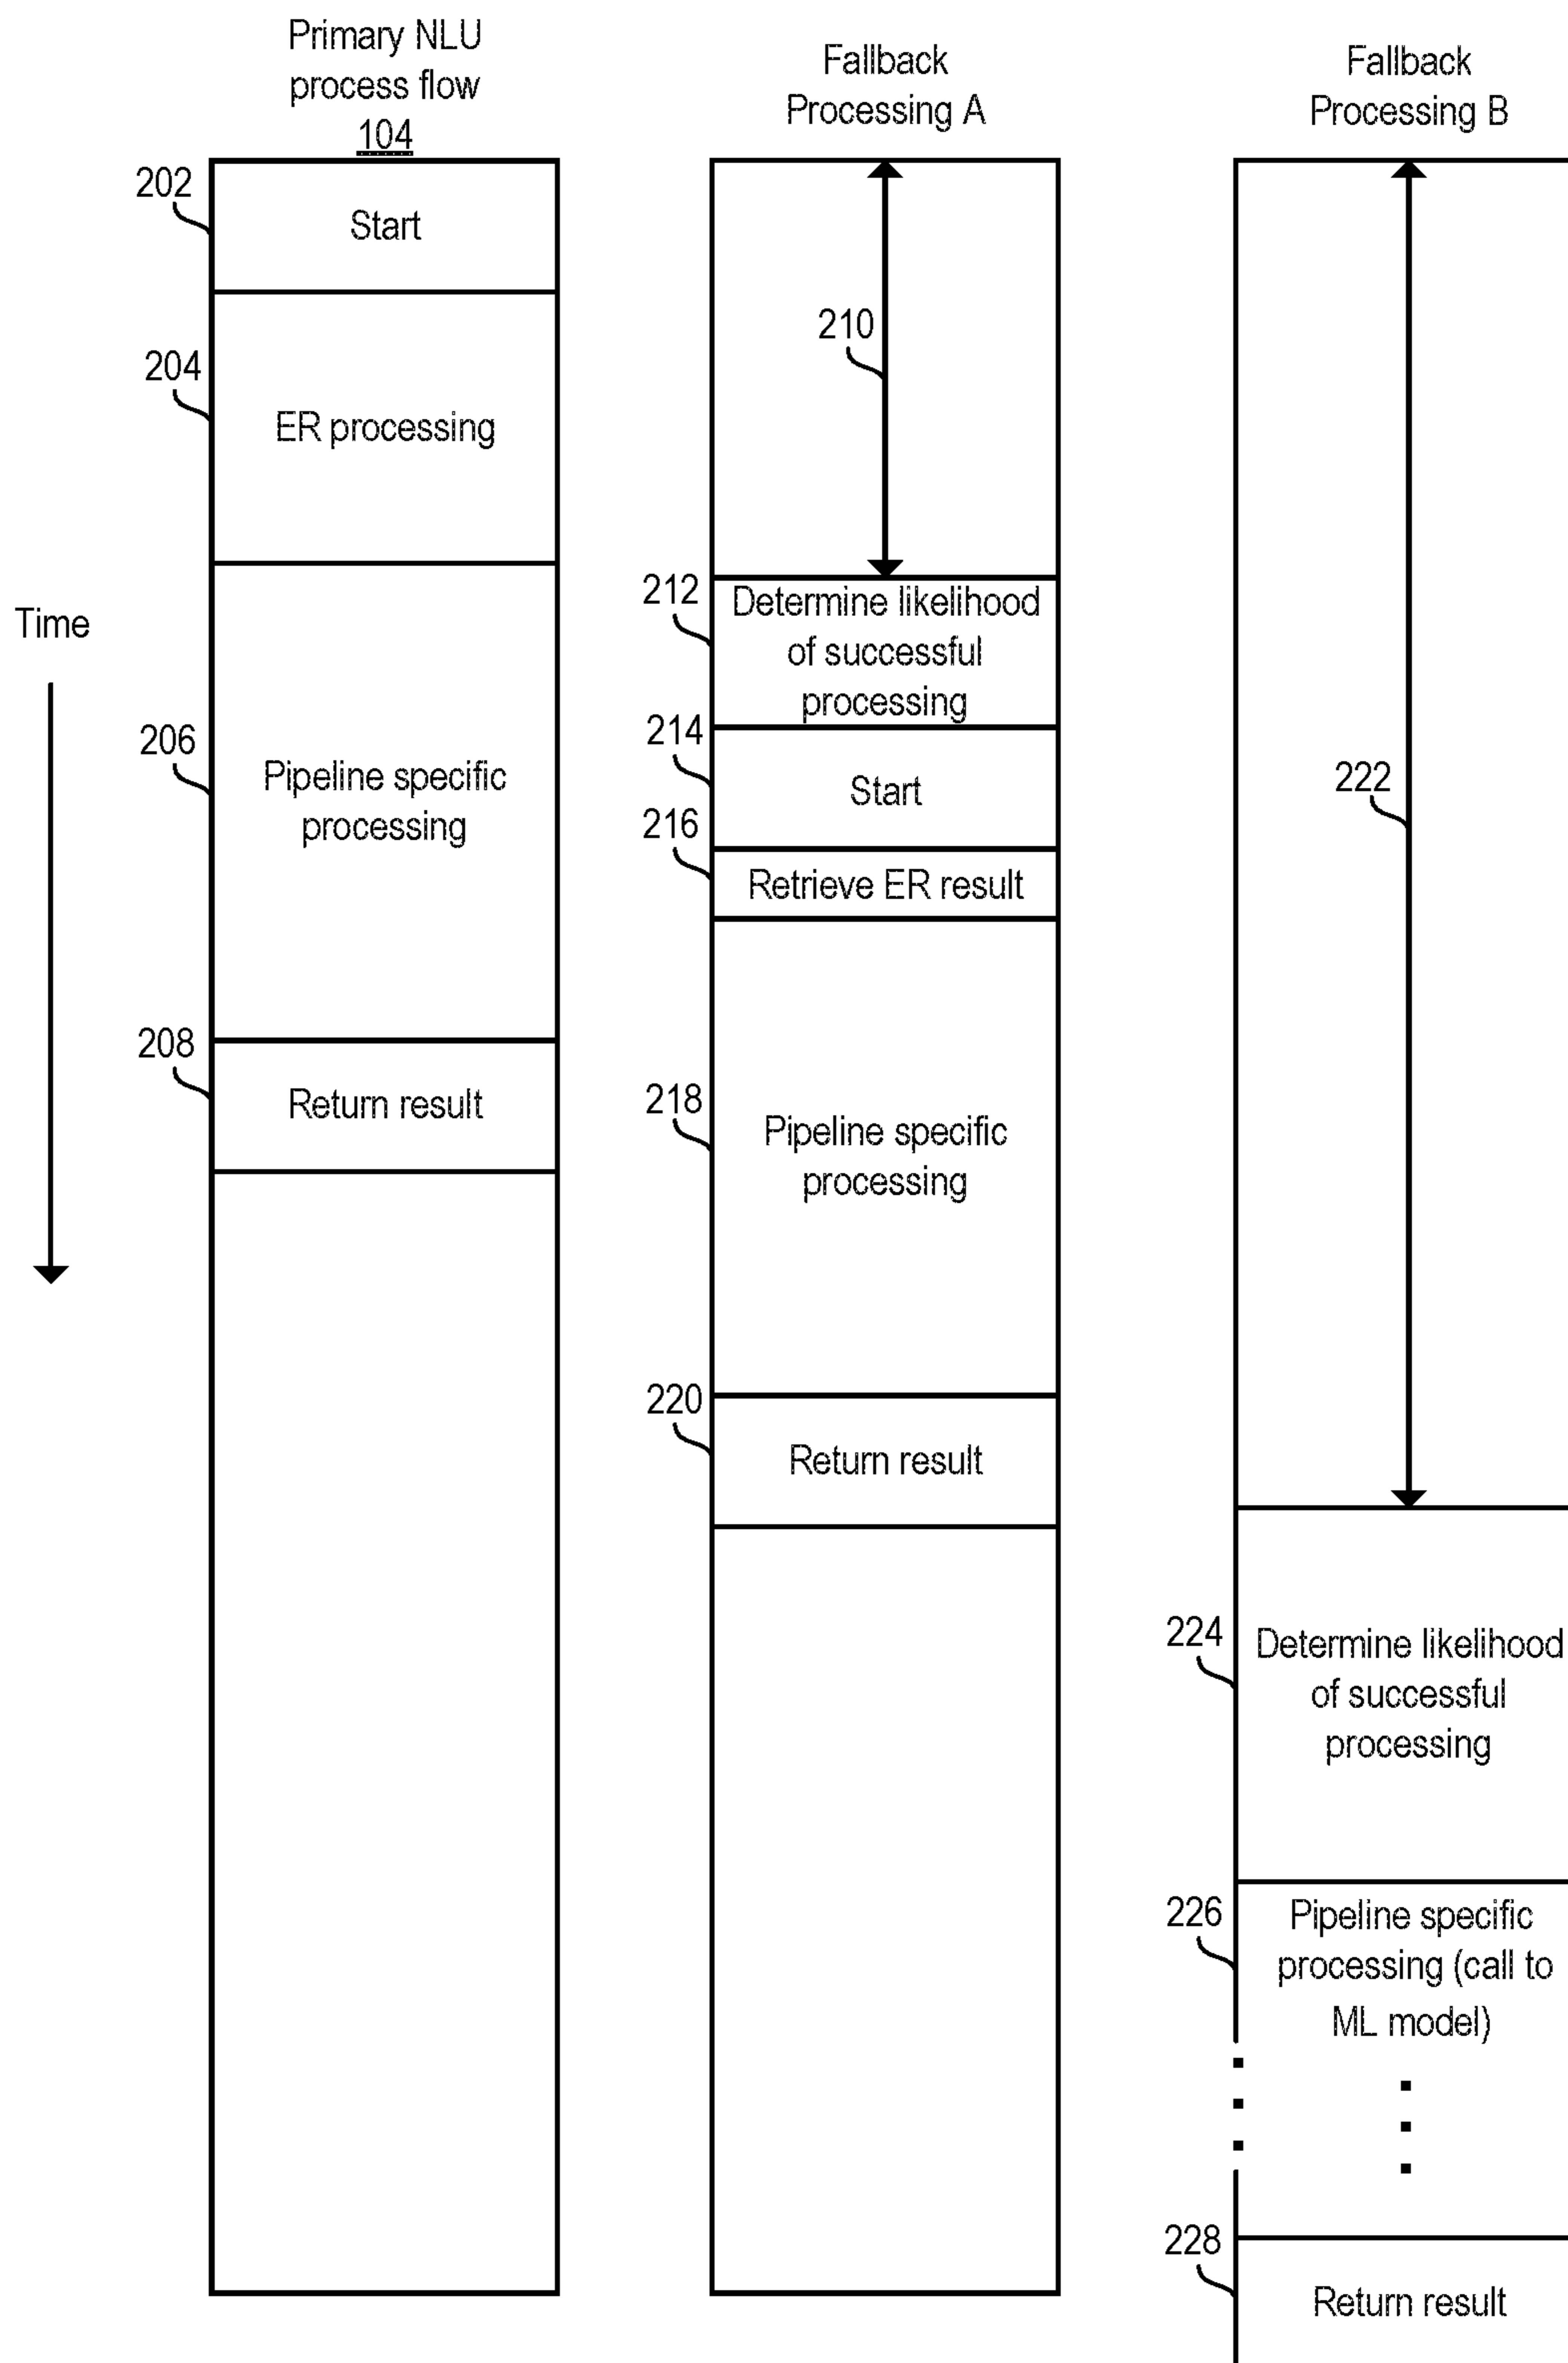 Primary NLU
process flow
104
202
Start
204
ER processing
Time
206
Pipeline specific
processing
208
Return result
Fallback
Processing A
210
212
Determine likelihood
of successful
processing
214
Start
216
Retrieve ER result
218
Pipeline specific
processing
220
Return result
Fallback
Processing B
222
224
Determine likelihood
of successful
processing
226
Pipeline specific
processing (call to
ML model)
228
Return result